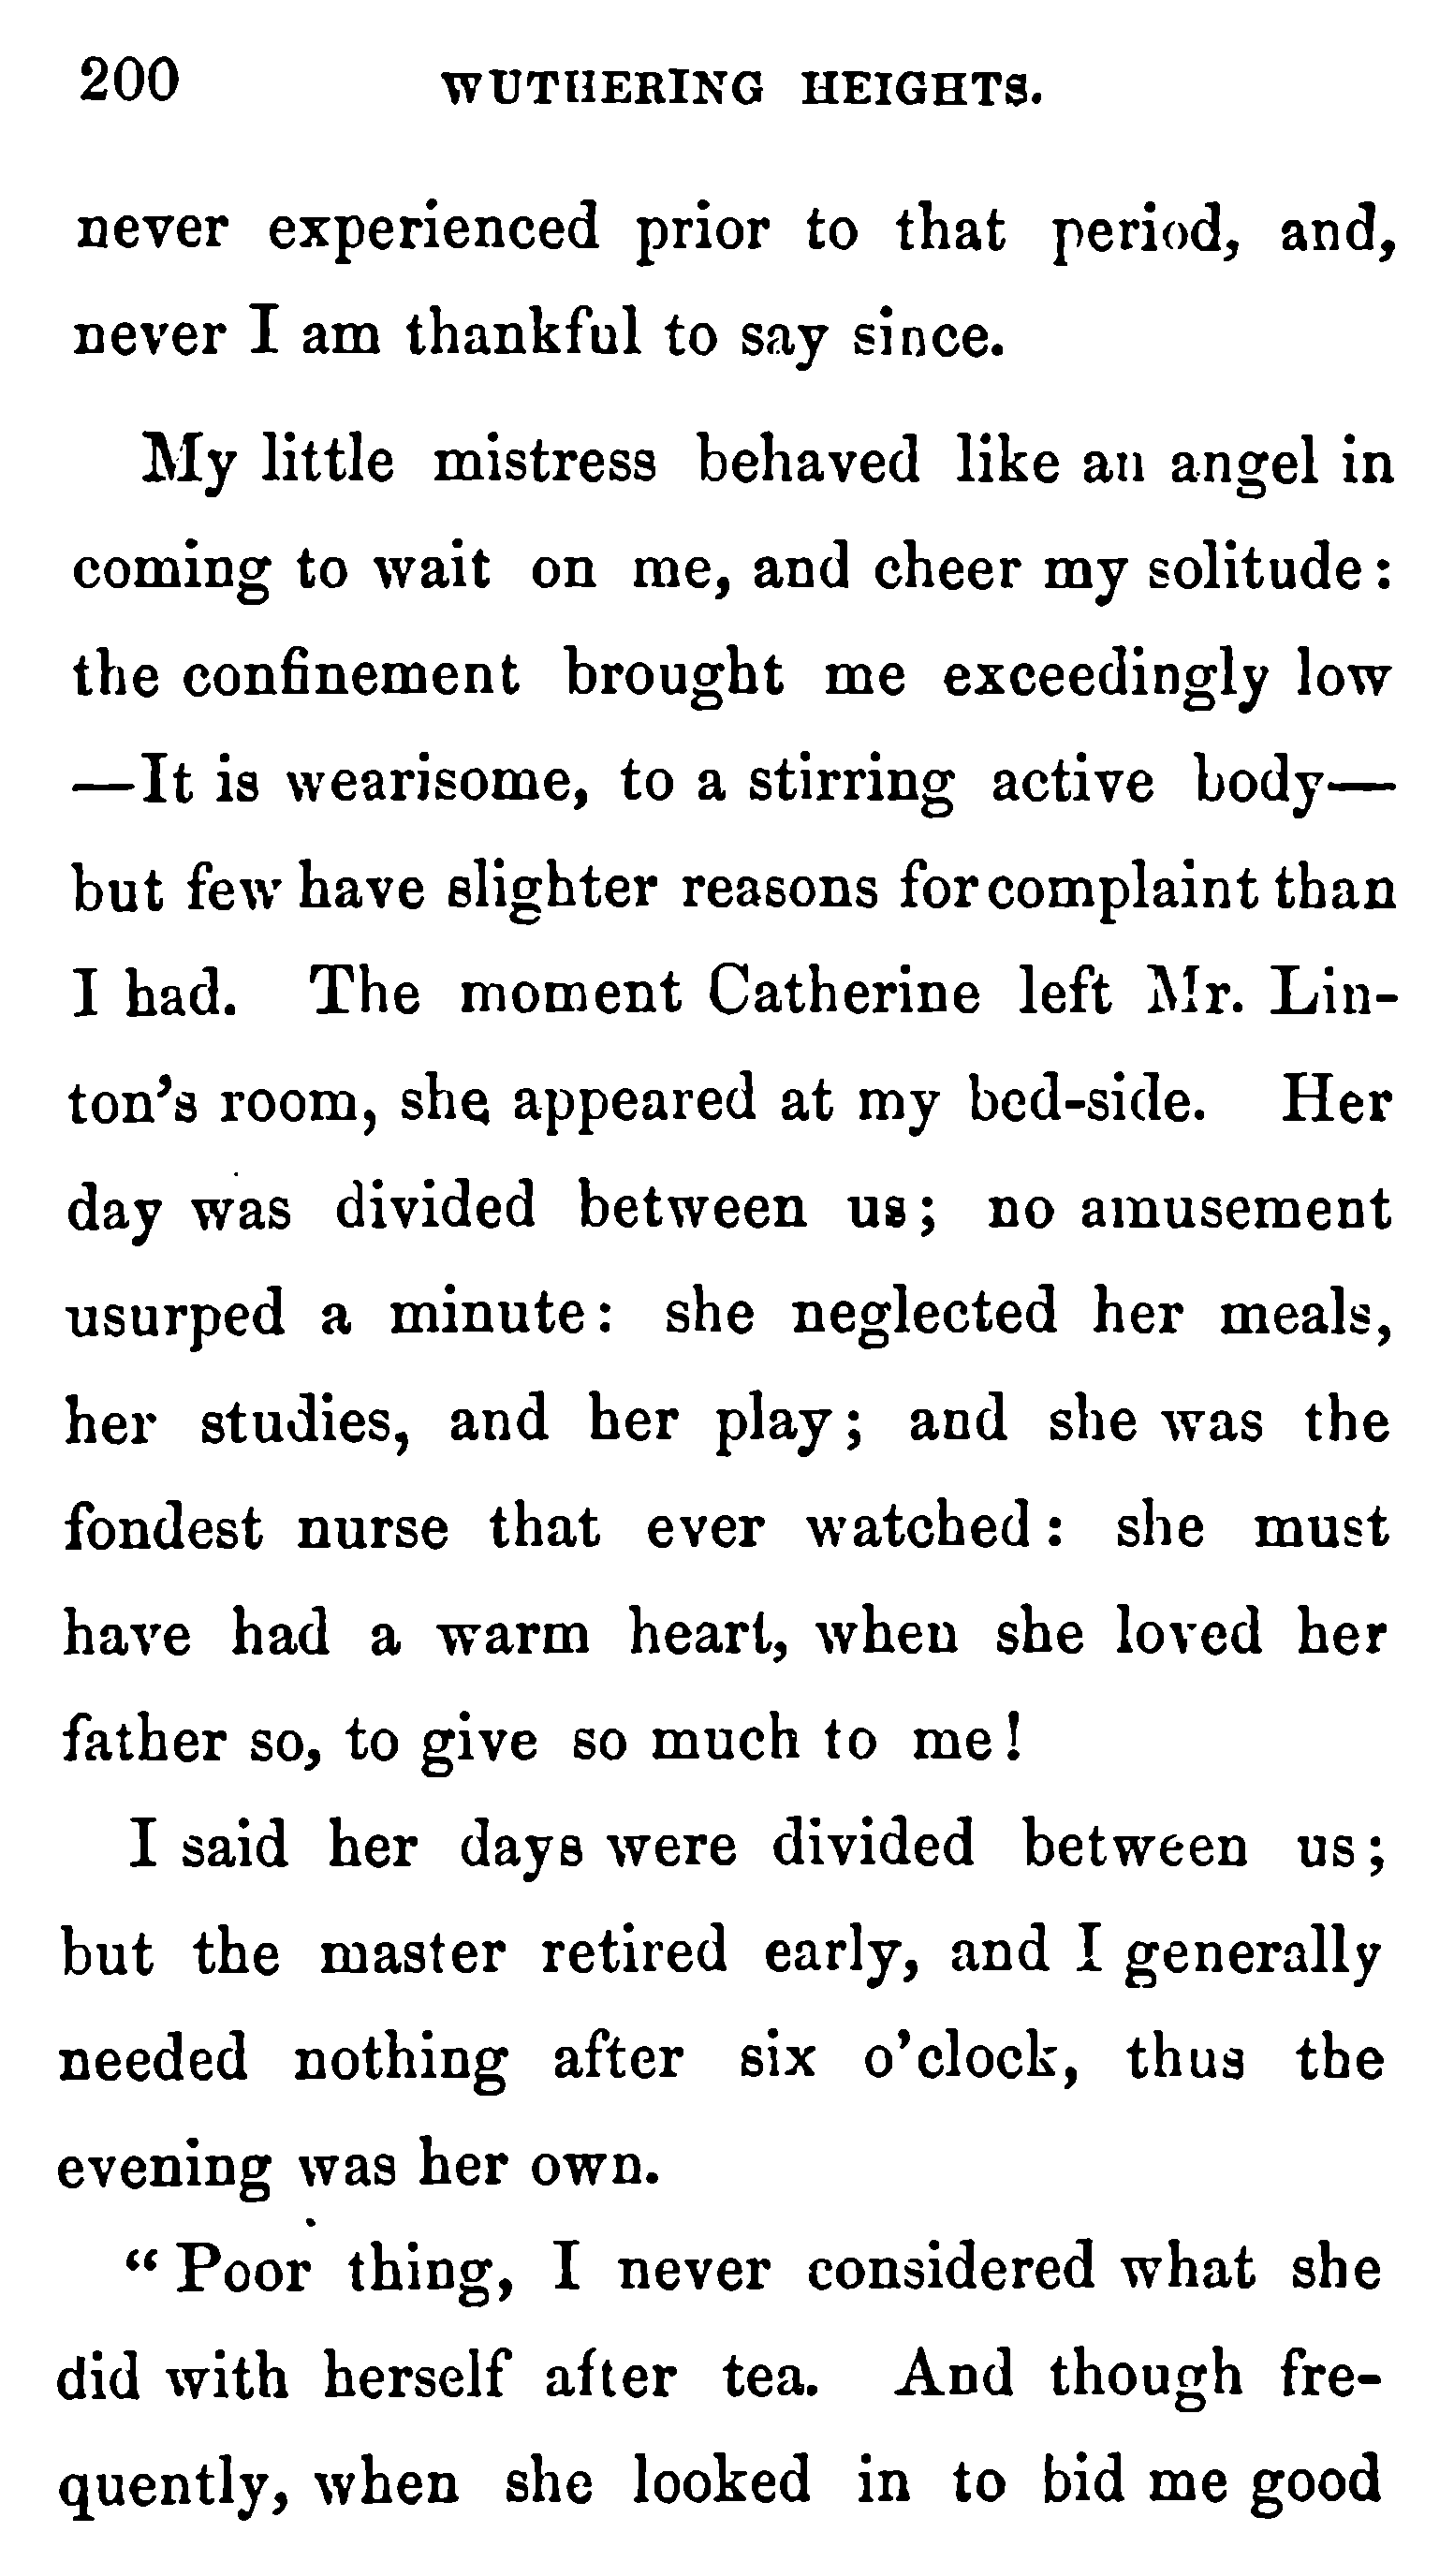 200 WUTHERING HEIGHTS.
never experienced prior to that period, and,
never I am thankful to say since.
My little mistress behaved like an angel in
coming to wait on me, and cheer my solitude:
the confinement brought me exceedingly low
—It is wearisome, to a stirring active body—
but few have slighter reasons for complaint than
I had. The moment Catherine left Mr. Lin-
ton's room, she appeared at my bed-side. Her
day was divided between us; no amusement
usurped a minute: she neglected her meals,
her studies, and her play; and she was the
fondest nurse that ever watched: she must
have had a warm heart, when she loved her
father so, to give so much to me!
I said her days were divided between us;
but the master retired early, and I generally
needed nothing after six o'clock, thus the
evening was her own.
"Poor thing, I never considered what she
did with herself after tea. And though fre-
quently, when she looked in to bid me good